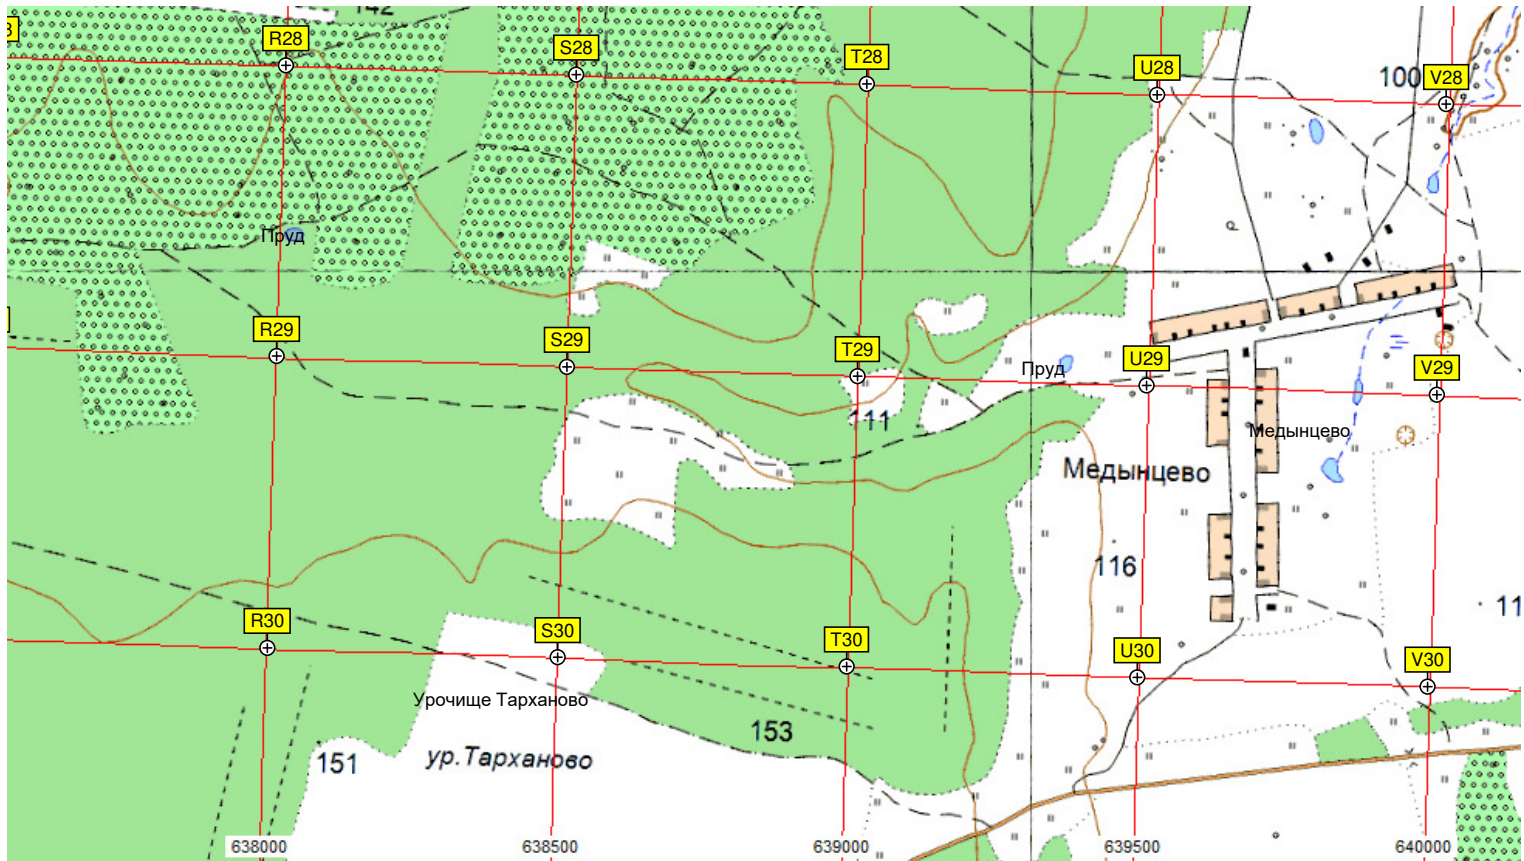 142
R28
S28
T28
U28
100
V28
Пруд
R29
S29
T29
U29
V29
Пруд
111
Медынцево
Медынцево
116
11
R30
S30
T30
U30
V30
Урочище Тарханово
153
151
ур.Тарханово
638000
638500
639000
639500
640000